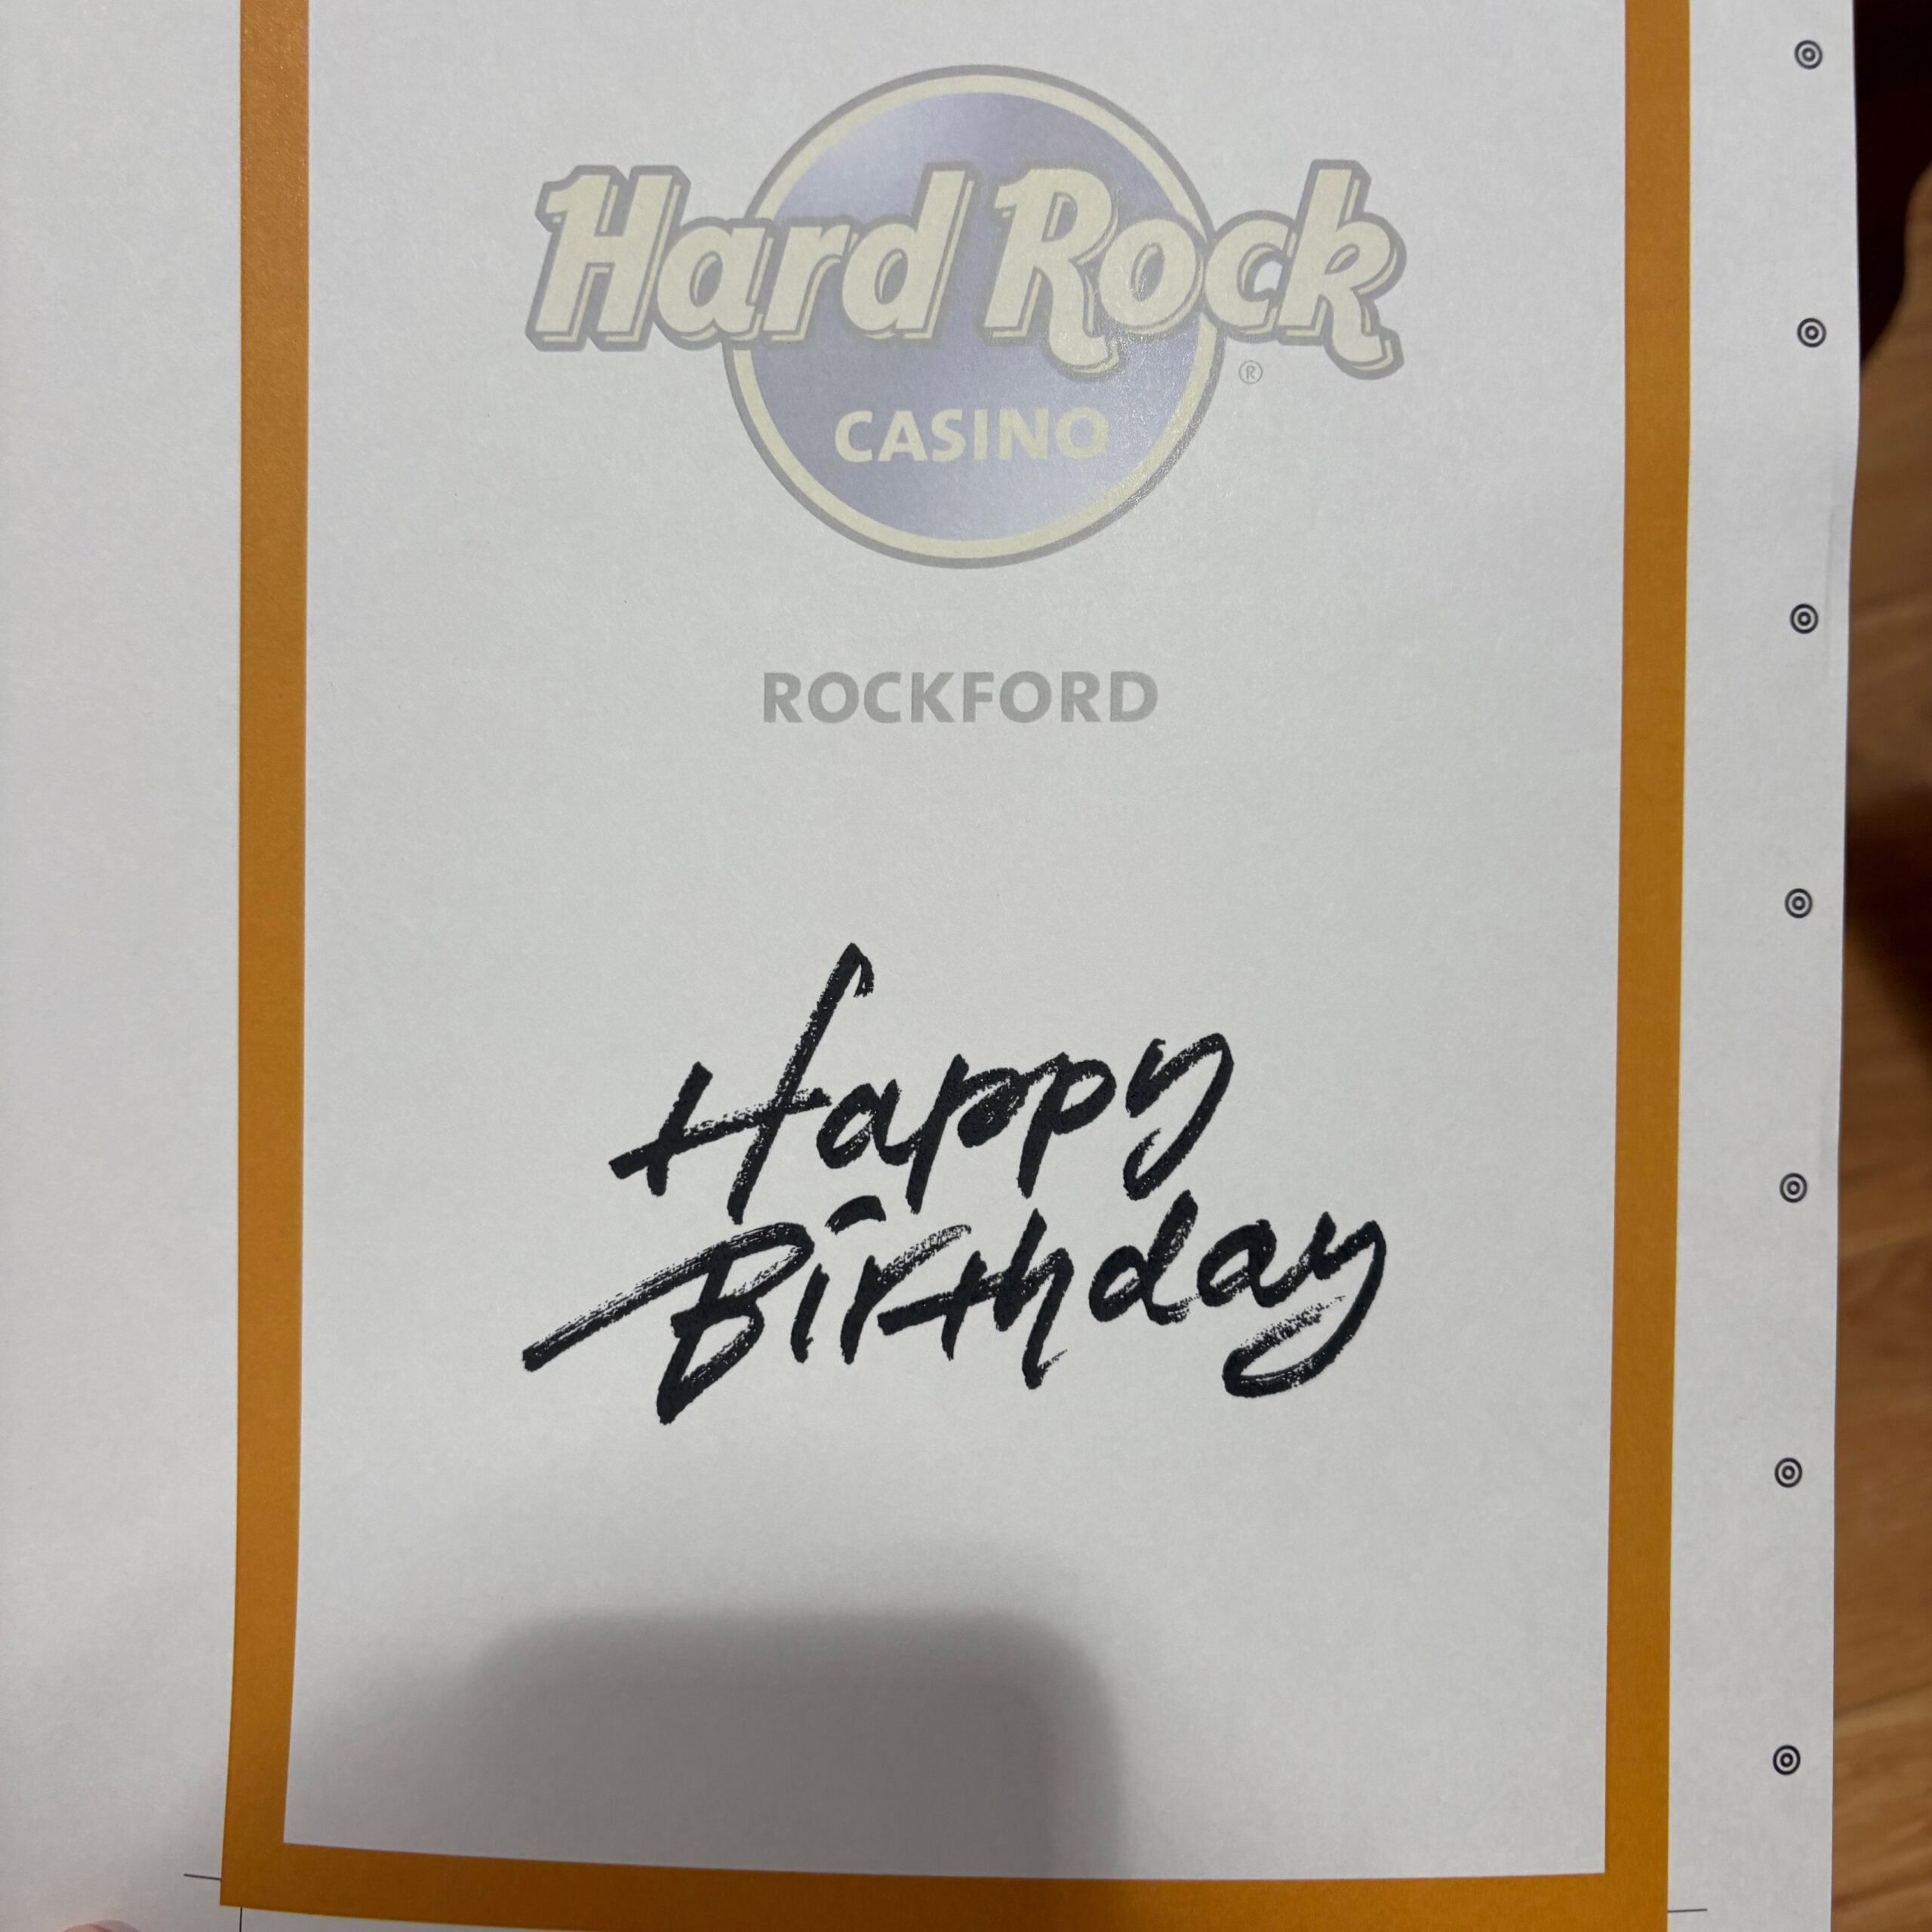 Hard Rock
®
CASINO
ROCKFORD
Happy
Birthday